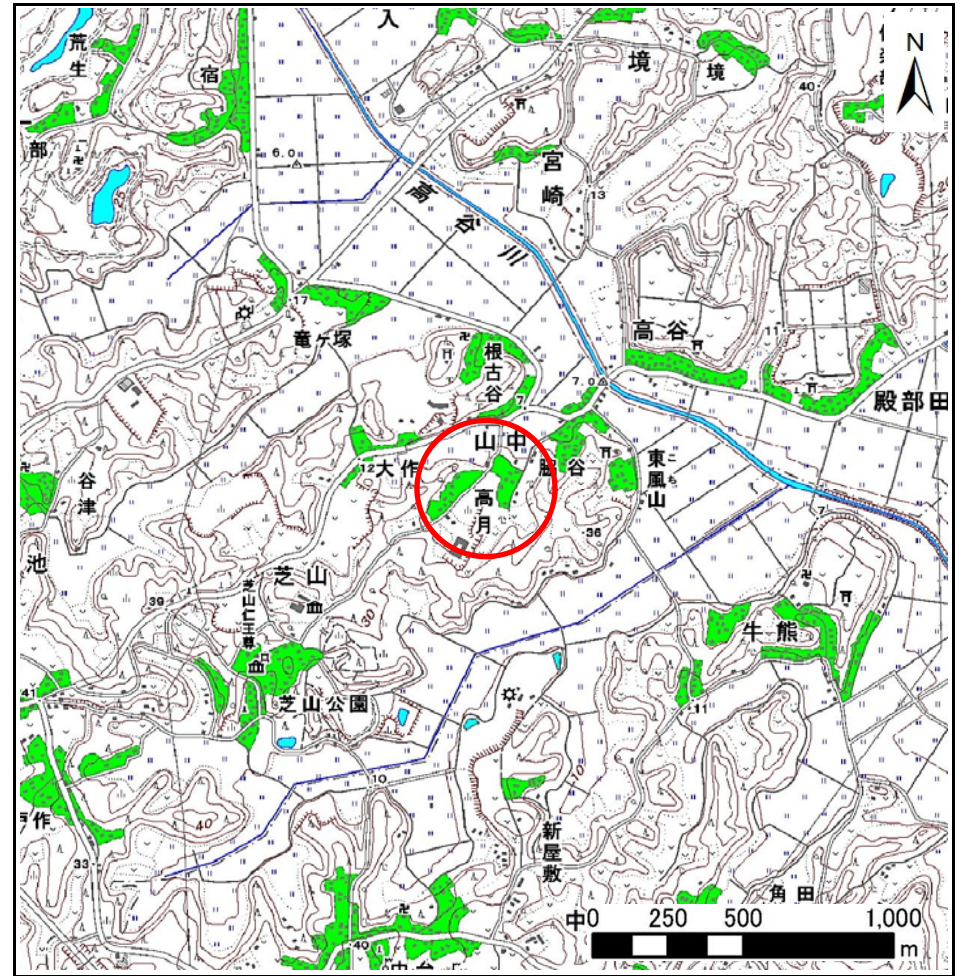 荒生
宿
入
境
境
40
N
部
25
6.0
宮崎
13
高谷川
17
竜ヶ塚
根古谷
高谷
11
7.0
7
殿部田
山中
12
大作
高月
東風山
こち
谷津
36
7
池
芝山
39
芝山仁王尊
30
牛熊
41
芝山公園
11
10
10
40
33
新屋敷
角田
中
0 250 500 1,000
m
40